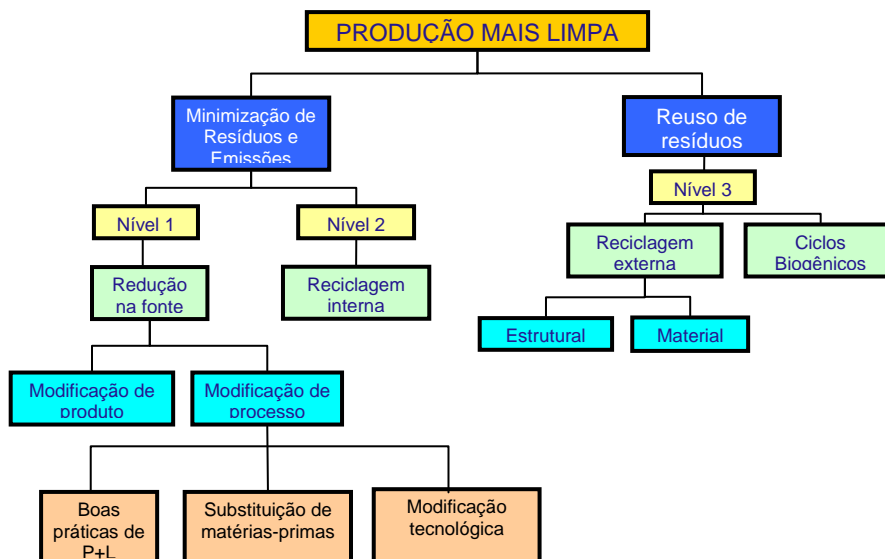 PRODUÇÃO MAIS LIMPA
Minimização de
Resíduos e
Emissões
Reuso de
resíduos
Nível 1
Nível 2
Nível 3
Redução
na fonte
Reciclagem
interna
Reciclagem
externa
Ciclos
Biogênicos
Estrutural
Material
Modificação de
produto
Modificação de
processo
Boas
práticas de
P+L
Substituição de
matérias-primas
Modificação
tecnológica